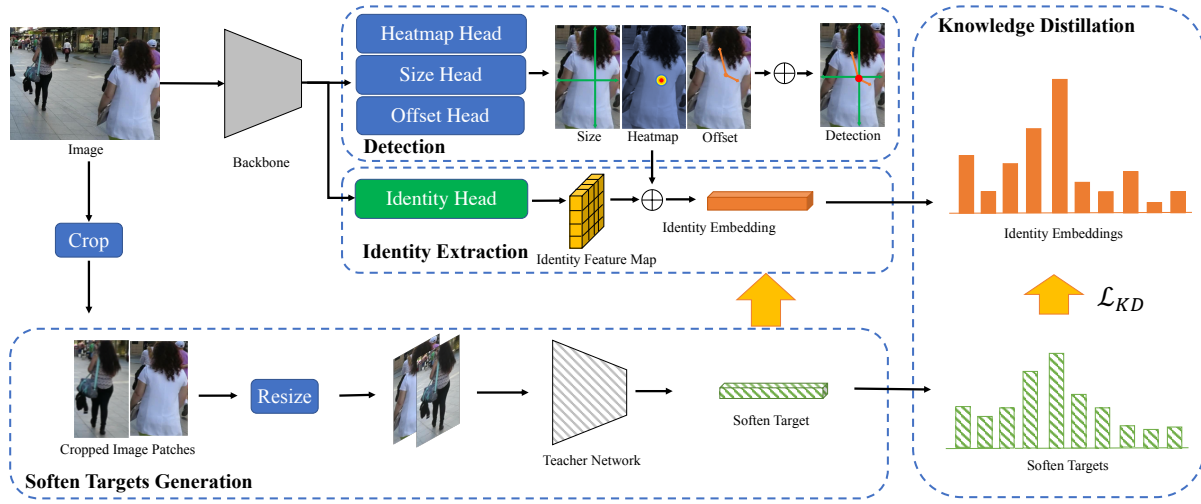 Image
Backbone
Crop
Heatmap Head
Size Head
Offset Head
Size
Heatmap
Offset
Detection
Detection
Identity Head
Identity Feature Map
Identity Embedding
Identity Extraction
Cropped Image Patches
Resize
Teacher Network
Soften Target
Soften Targets Generation
Knowledge Distillation
Identity Embeddings
ℒ_KD
Soften Targets